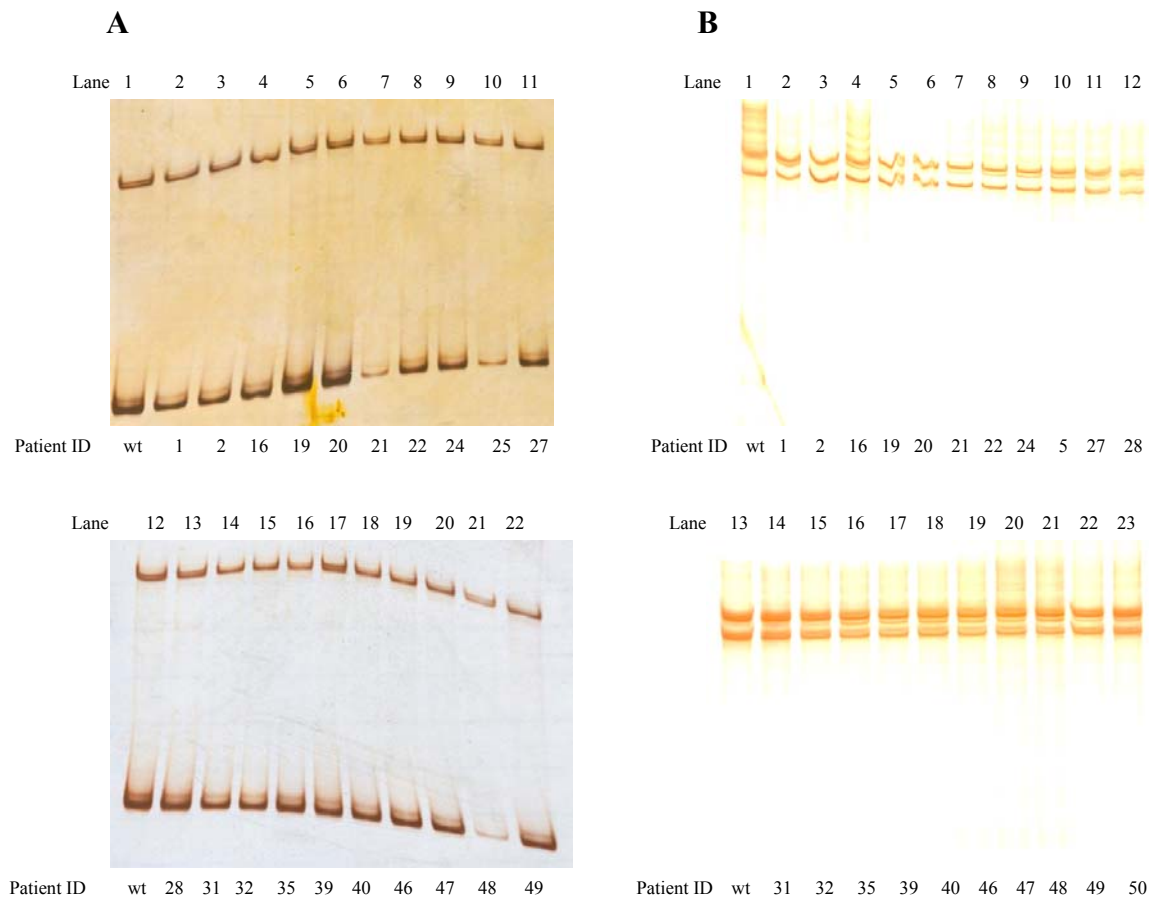 A
B
Lane 1 2 3 4 5 6 7 8 9 10 11
Lane 1 2 3 4 5 6 7 8 9 10 11 12
Patient ID wt 1 2 16 19 20 21 22 24 25 27
Patient ID wt 1 2 16 19 20 21 22 24 5 27 28
Lane 12 13 14 15 16 17 18 19 20 21 22
Lane 13 14 15 16 17 18 19 20 21 22 23
Patient ID wt 28 31 32 35 39 40 46 47 48 49
Patient ID wt 31 32 35 39 40 46 47 48 49 50